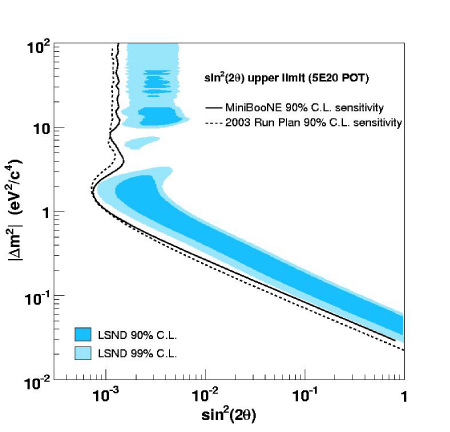 10²
sin²(2θ) upper limit (5E20 POT)
MiniBooNE 90% C.L. sensitivity
2003 Run Plan 90% C.L. sensitivity
10
1
10⁻¹
10⁻²
|Δm²| (eV²/c⁴)
LSND 90% C.L.
LSND 99% C.L.
10⁻³ 10⁻² 10⁻¹ 1
sin²(2θ)